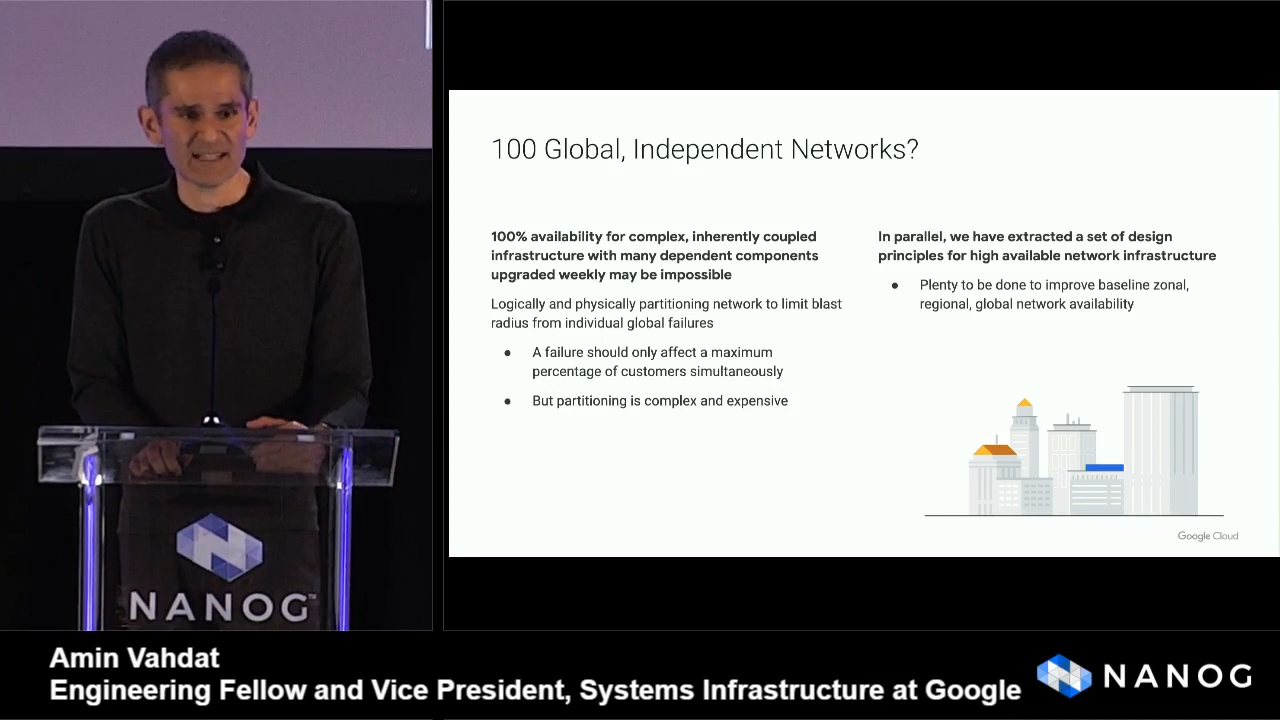 100 Global, Independent Networks?
100% availability for complex, inherently coupled
infrastructure with many dependent components
upgraded weekly may be impossible
Logically and physically partitioning network to limit blast
radius from individual global failures
● A failure should only affect a maximum
percentage of customers simultaneously
● But partitioning is complex and expensive
In parallel, we have extracted a set of design
principles for high available network infrastructure
● Plenty to be done to improve baseline zonal,
regional, global network availability
Google Cloud
NANOG™
Amin Vahdat
Engineering Fellow and Vice President, Systems Infrastructure at Google
NANOG